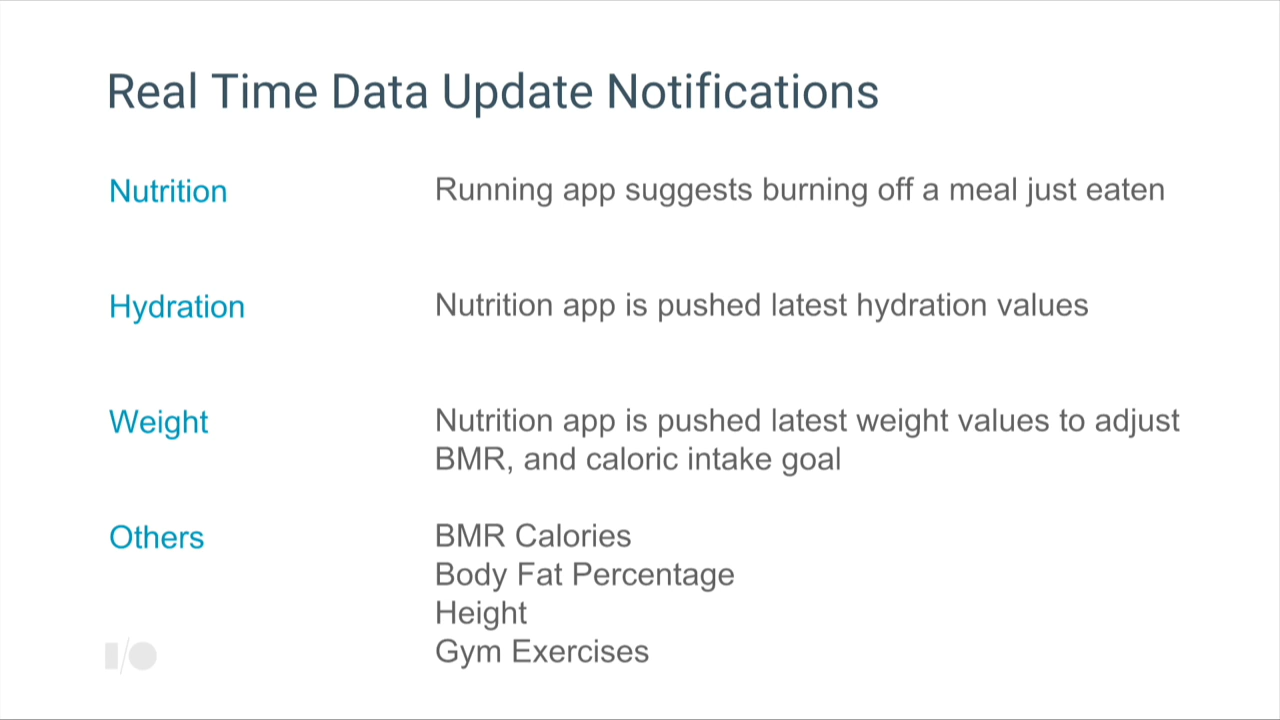 Real Time Data Update Notifications
Nutrition
Running app suggests burning off a meal just eaten
Hydration
Nutrition app is pushed latest hydration values
Weight
Nutrition app is pushed latest weight values to adjust
BMR, and caloric intake goal
Others
BMR Calories
Body Fat Percentage
Height
Gym Exercises
I/O